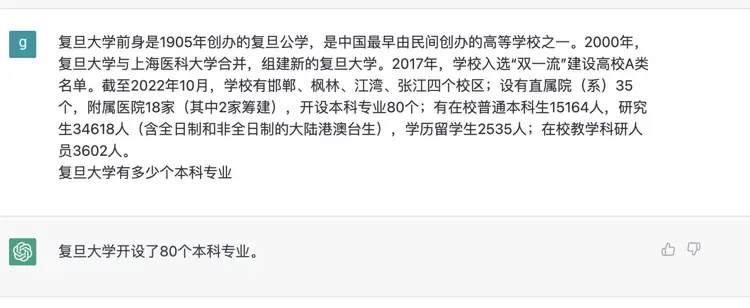 g
复旦大学前身是1905年创办的复旦公学，是中国最早由民间创办的高等学校之一。2000年，
复旦大学与上海医科大学合并，组建新的复旦大学。2017年，学校入选“双一流”建设高校A类
名单。截至2022年10月，学校有邯郸、枫林、江湾、张江四个校区；设有直属院（系）35
个，附属医院18家（其中2家筹建），开设本科专业80个；有在校普通本科生15164人，研究
生34618人（含全日制和非全日制的大陆港澳台生），学历留学生2535人；在校教学科研人
员3602人。
复旦大学有多少个本科专业
复旦大学开设了80个本科专业。